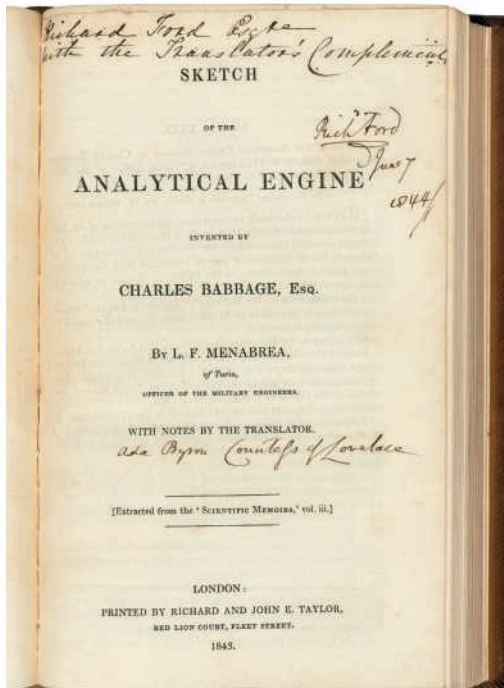 Richard Ford Esqre
with the Translator's Compliments
SKETCH
OF THE
Richd Ford
ANALYTICAL ENGINE
June 7
1844
INVENTED BY
CHARLES BABBAGE, ESQ.
BY L. F. MENABREA,
of Turin,
OFFICER OF THE MILITARY ENGINEERS.
WITH NOTES BY THE TRANSLATOR.
Ada Byron Countess of Lovelace
[Extracted from the ‘SCIENTIFIC MEMOIRS,’ vol. iii.]
LONDON:
PRINTED BY RICHARD AND JOHN E. TAYLOR,
RED LION COURT, FLEET STREET.
1843.